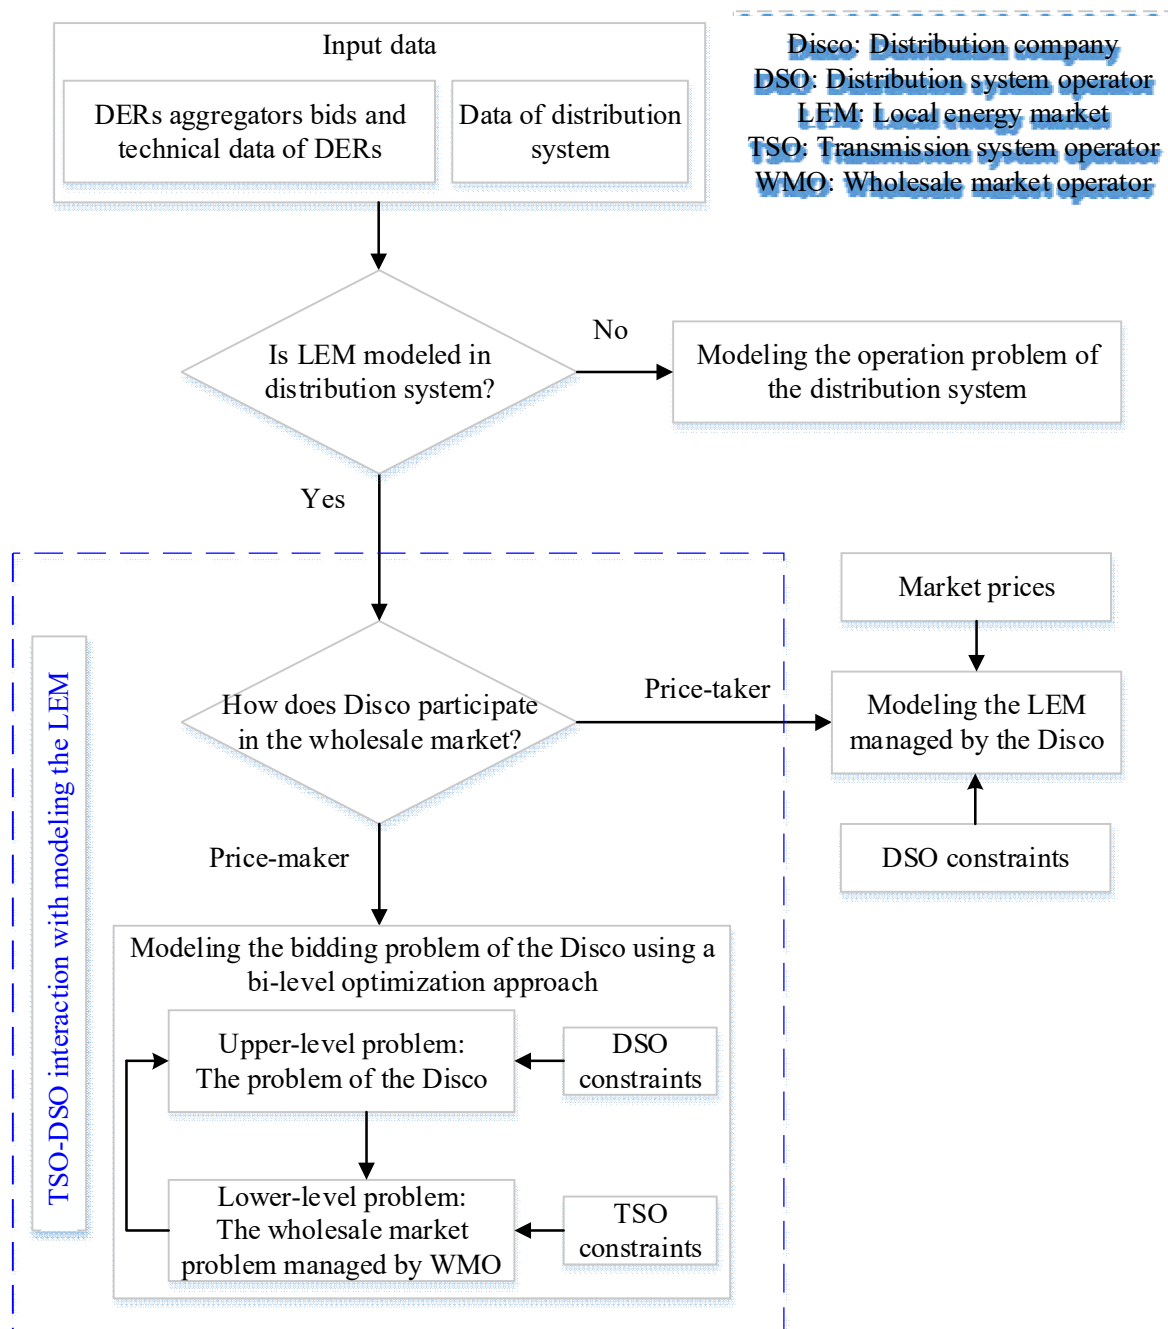 Input data
DERs aggregators bids and
technical data of DERs
Data of distribution
system
Disco: Distribution company
DSO: Distribution system operator
LEM: Local energy market
TSO: Transmission system operator
WMO: Wholesale market operator
Is LEM modeled in
distribution system?
No
Modeling the operation problem of
the distribution system
Yes
TSO-DSO interaction with modeling the LEM
How does Disco participate
in the wholesale market?
Price-taker
Market prices
Modeling the LEM
managed by the Disco
DSO constraints
Price-maker
Modeling the bidding problem of the Disco using a
bi-level optimization approach
Upper-level problem:
The problem of the Disco
DSO
constraints
Lower-level problem:
The wholesale market
problem managed by WMO
TSO
constraints